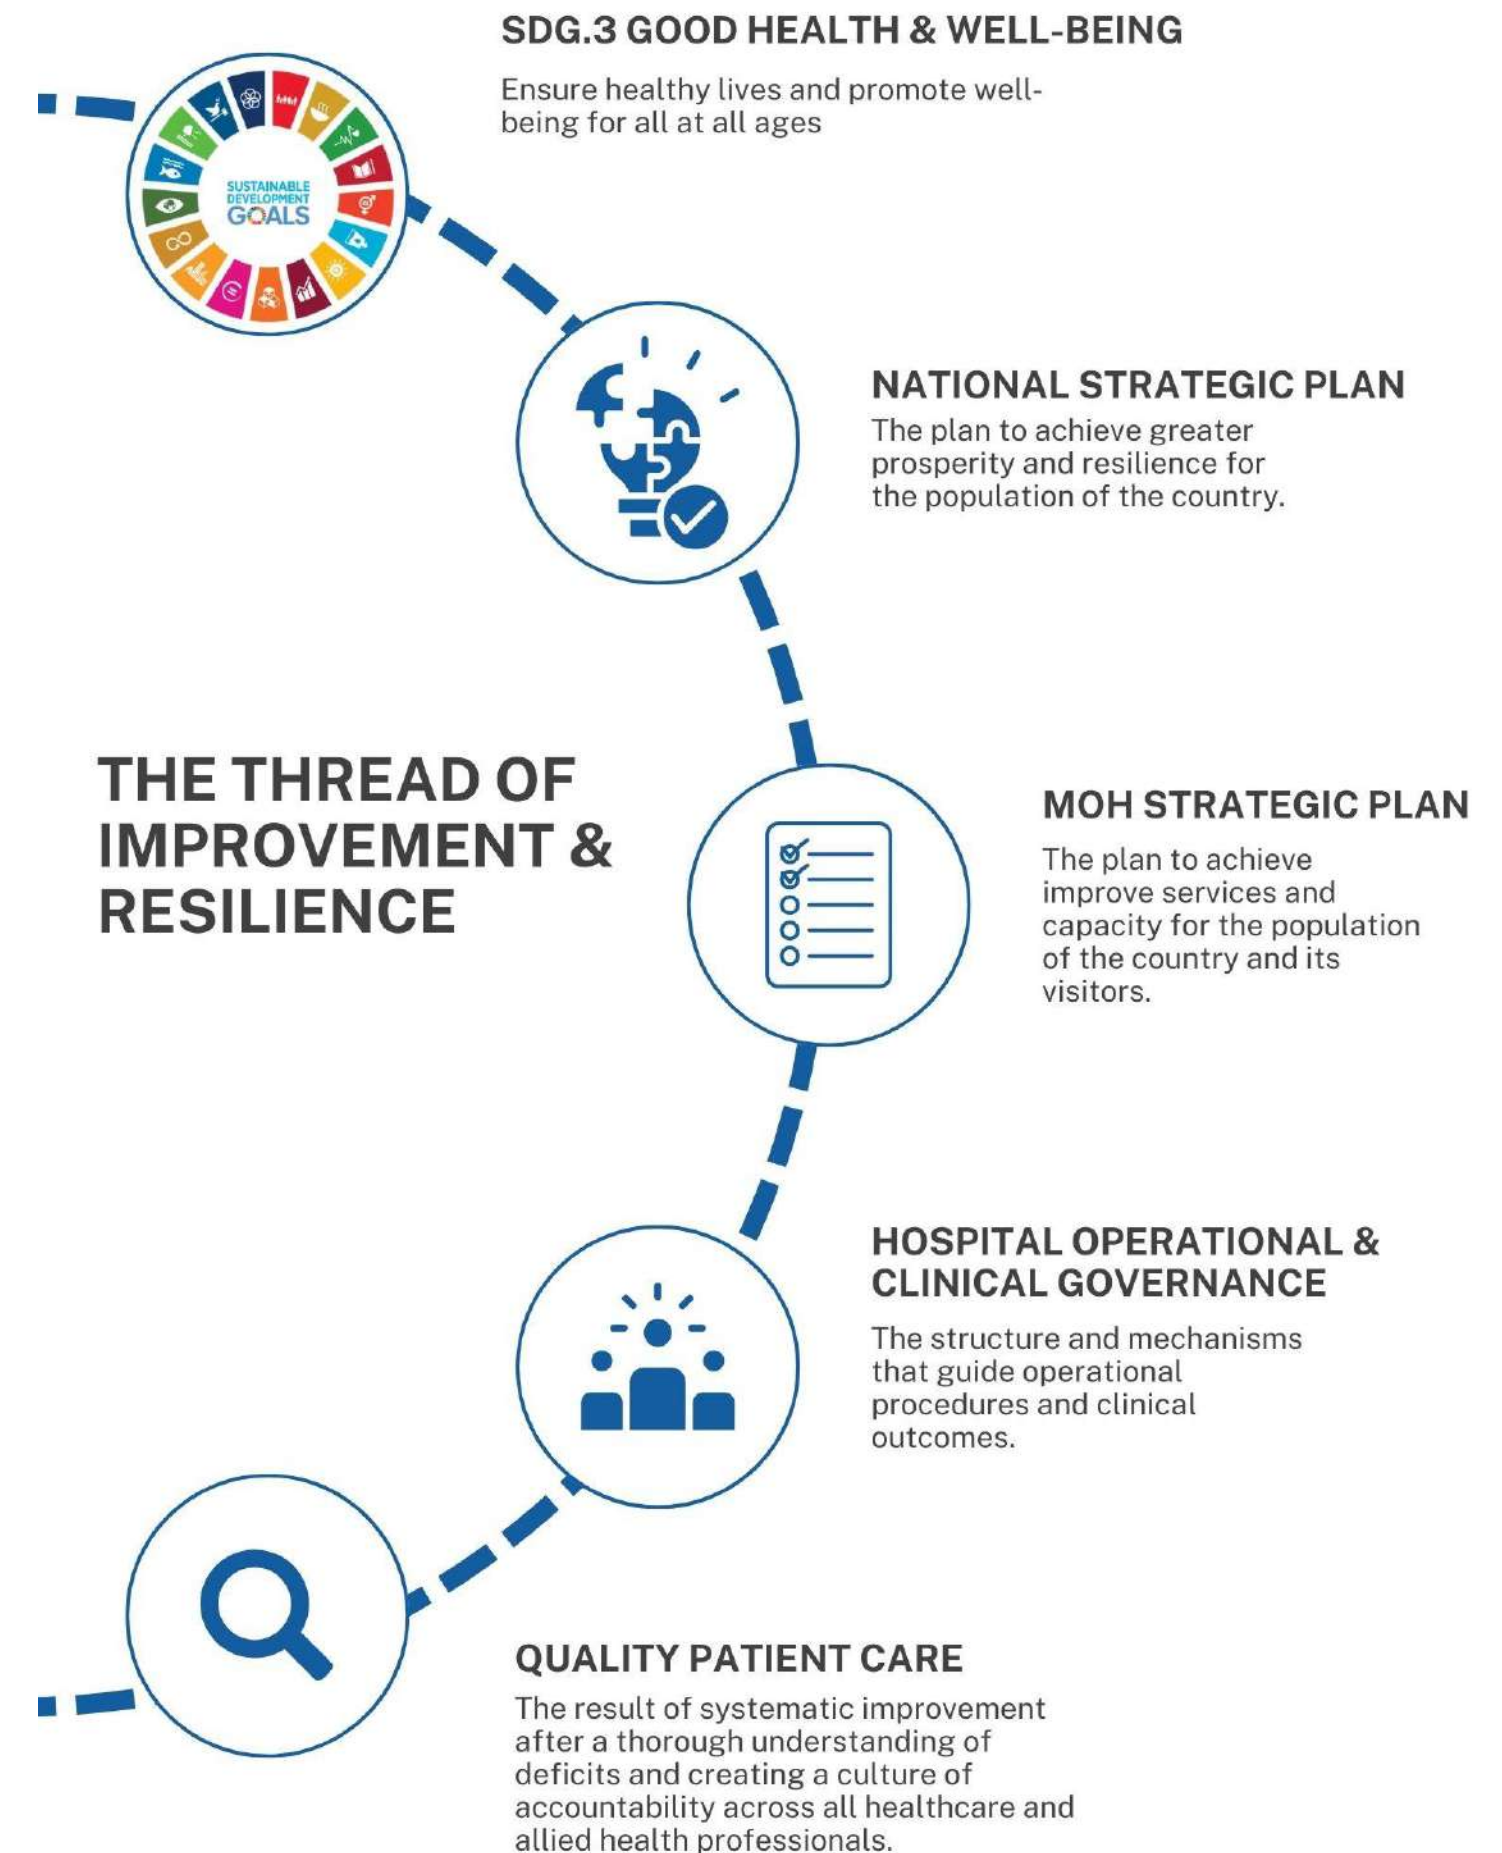 SDG.3 GOOD HEALTH & WELL-BEING
Ensure healthy lives and promote well-
being for all at all ages
SUSTAINABLE
DEVELOPMENT
GOALS
NATIONAL STRATEGIC PLAN
The plan to achieve greater
prosperity and resilience for
the population of the country.
THE THREAD OF
IMPROVEMENT &
RESILIENCE
MOH STRATEGIC PLAN
The plan to achieve
improve services and
capacity for the population
of the country and its
visitors.
HOSPITAL OPERATIONAL &
CLINICAL GOVERNANCE
The structure and mechanisms
that guide operational
procedures and clinical
outcomes.
QUALITY PATIENT CARE
The result of systematic improvement
after a thorough understanding of
deficits and creating a culture of
accountability across all healthcare and
allied health professionals.